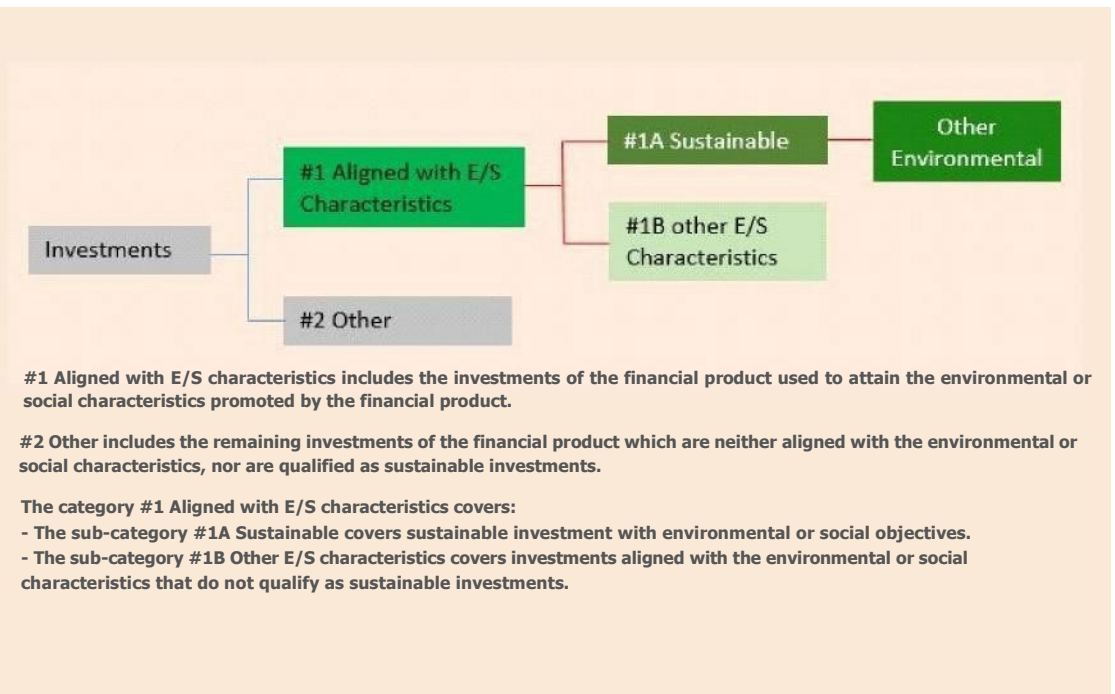 Other
Environmental
#1A Sustainable
#1 Aligned with E/S
Characteristics
#1B other E/S
Characteristics
Investments
#2 Other
#1 Aligned with E/S characteristics includes the investments of the financial product used to attain the environmental or
social characteristics promoted by the financial product.
#2 Other includes the remaining investments of the financial product which are neither aligned with the environmental or
social characteristics, nor are qualified as sustainable investments.
The category #1 Aligned with E/S characteristics covers:
- The sub-category #1A Sustainable covers sustainable investment with environmental or social objectives.
- The sub-category #1B Other E/S characteristics covers investments aligned with the environmental or social
characteristics that do not qualify as sustainable investments.